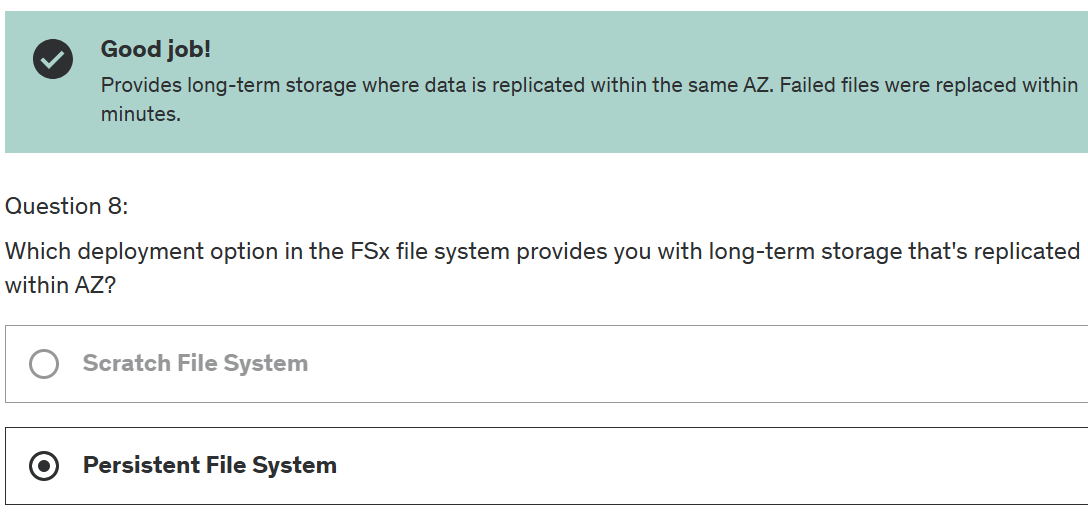 Good job!
Provides long-term storage where data is replicated within the same AZ. Failed files were replaced within
minutes.
Question 8:
Which deployment option in the FSx file system provides you with long-term storage that's replicated
within AZ?
Scratch File System
Persistent File System